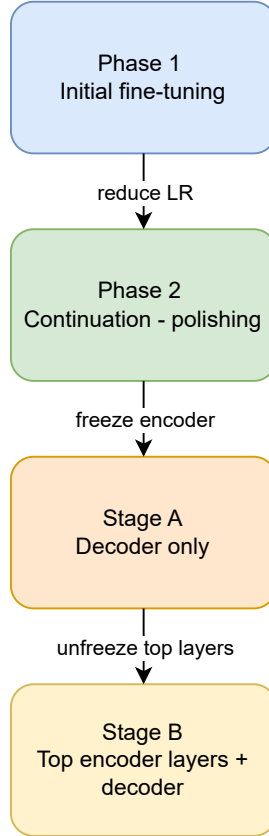 Phase 1
Initial fine-tuning
reduce LR
Phase 2
Continuation - polishing
freeze encoder
Stage A
Decoder only
unfreeze top layers
Stage B
Top encoder layers +
decoder